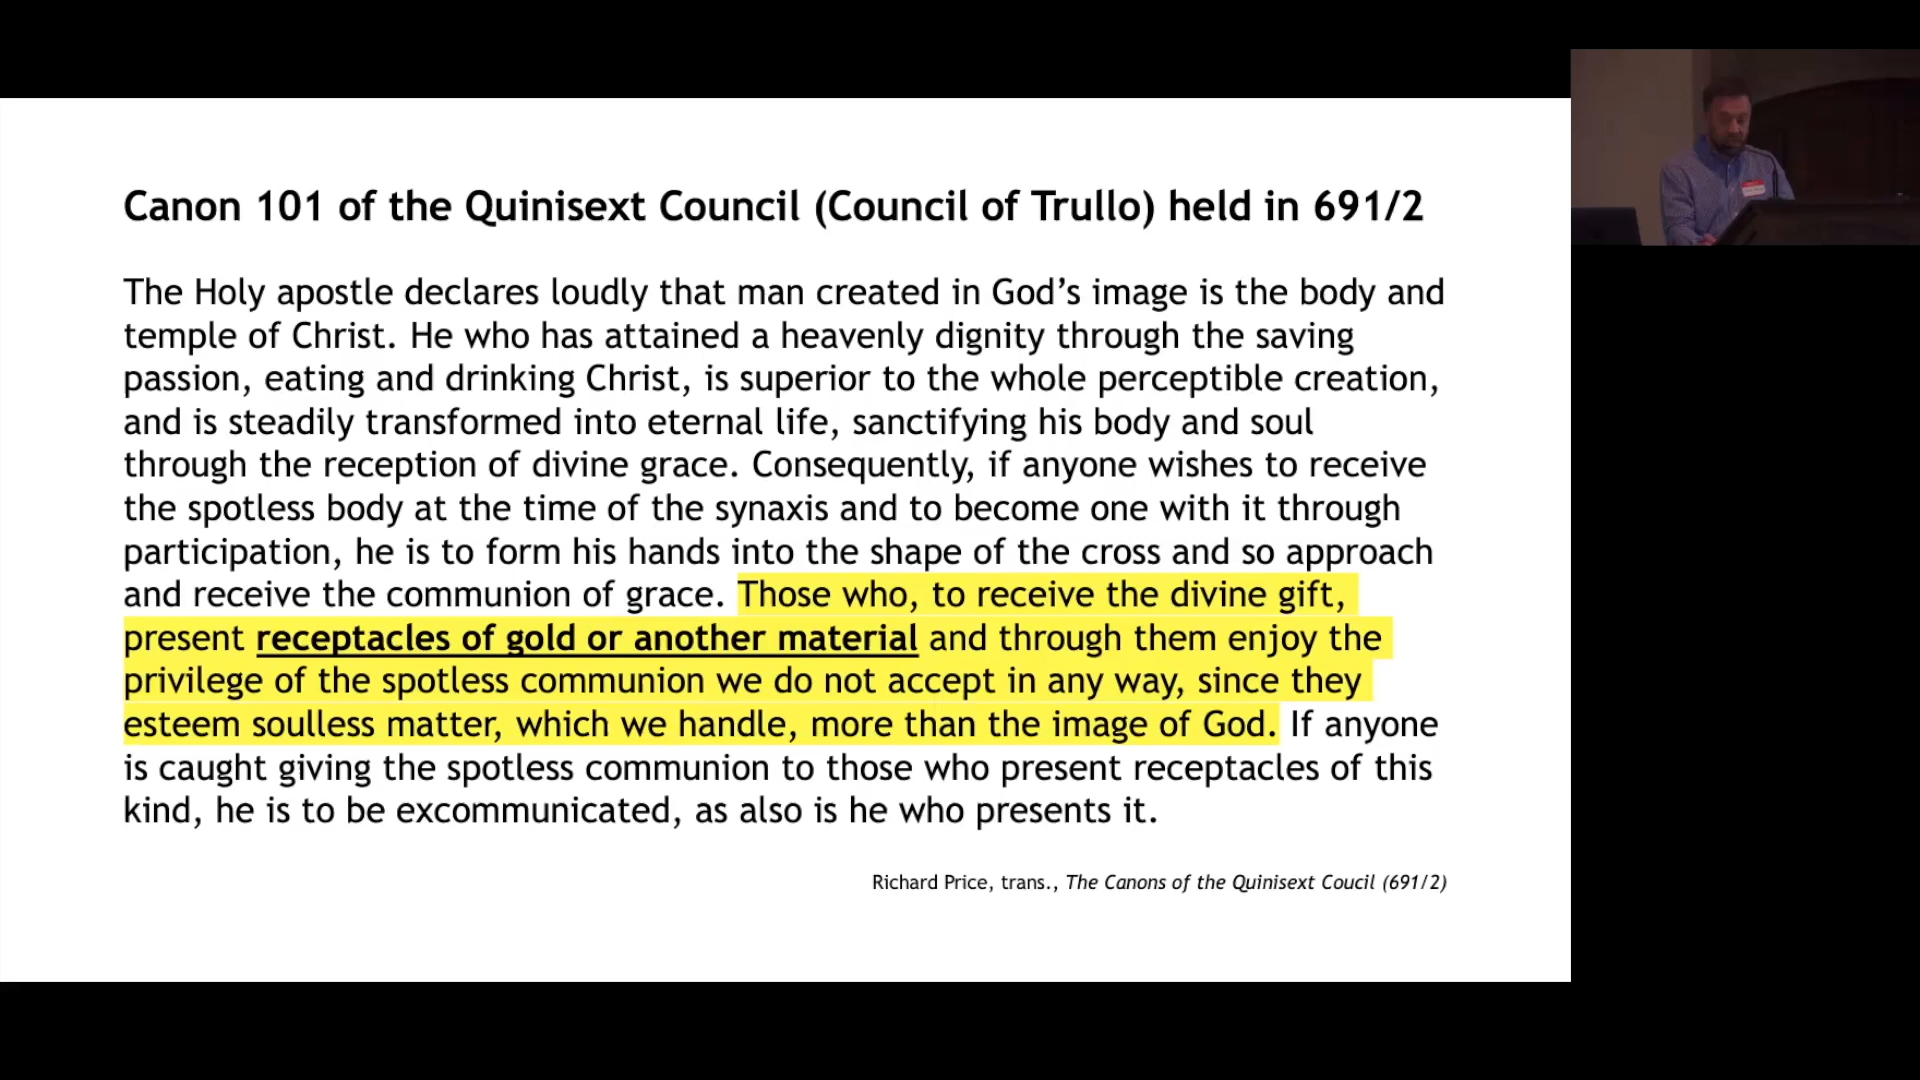 Canon 101 of the Quinisext Council (Council of Trullo) held in 691/2
The Holy apostle declares loudly that man created in God’s image is the body and
temple of Christ. He who has attained a heavenly dignity through the saving
passion, eating and drinking Christ, is superior to the whole perceptible creation,
and is steadily transformed into eternal life, sanctifying his body and soul
through the reception of divine grace. Consequently, if anyone wishes to receive
the spotless body at the time of the synaxis and to become one with it through
participation, he is to form his hands into the shape of the cross and so approach
and receive the communion of grace. Those who, to receive the divine gift,
present receptacles of gold or another material and through them enjoy the
privilege of the spotless communion we do not accept in any way, since they
esteem soulless matter, which we handle, more than the image of God. If anyone
is caught giving the spotless communion to those who present receptacles of this
kind, he is to be excommunicated, as also is he who presents it.
Richard Price, trans., The Canons of the Quinisext Coucil (691/2)